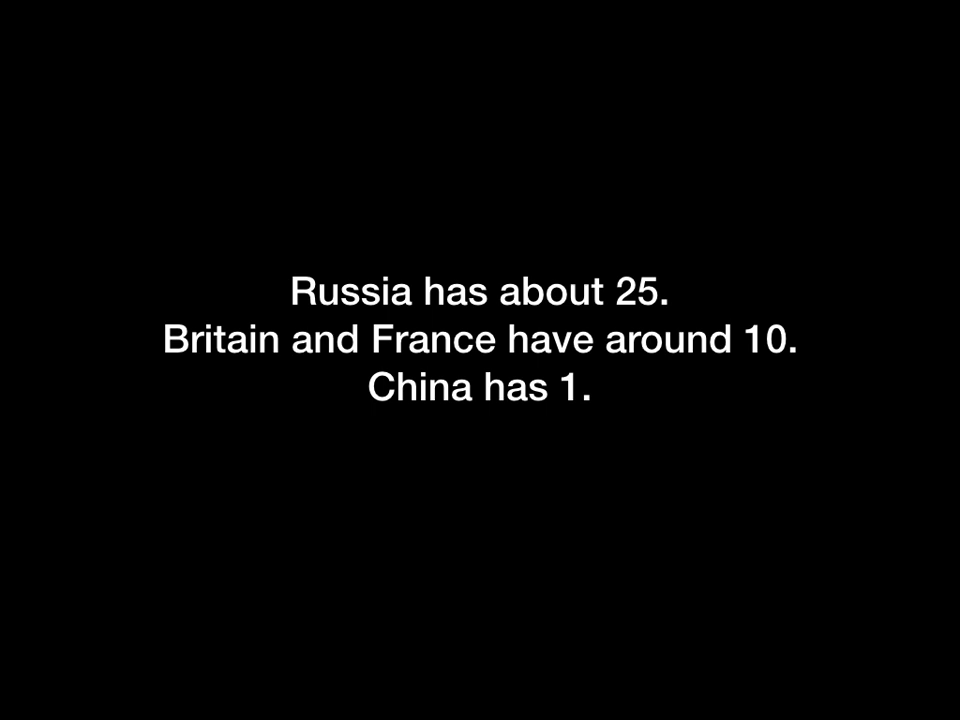 Russia has about 25.
Britain and France have around 10.
China has 1.